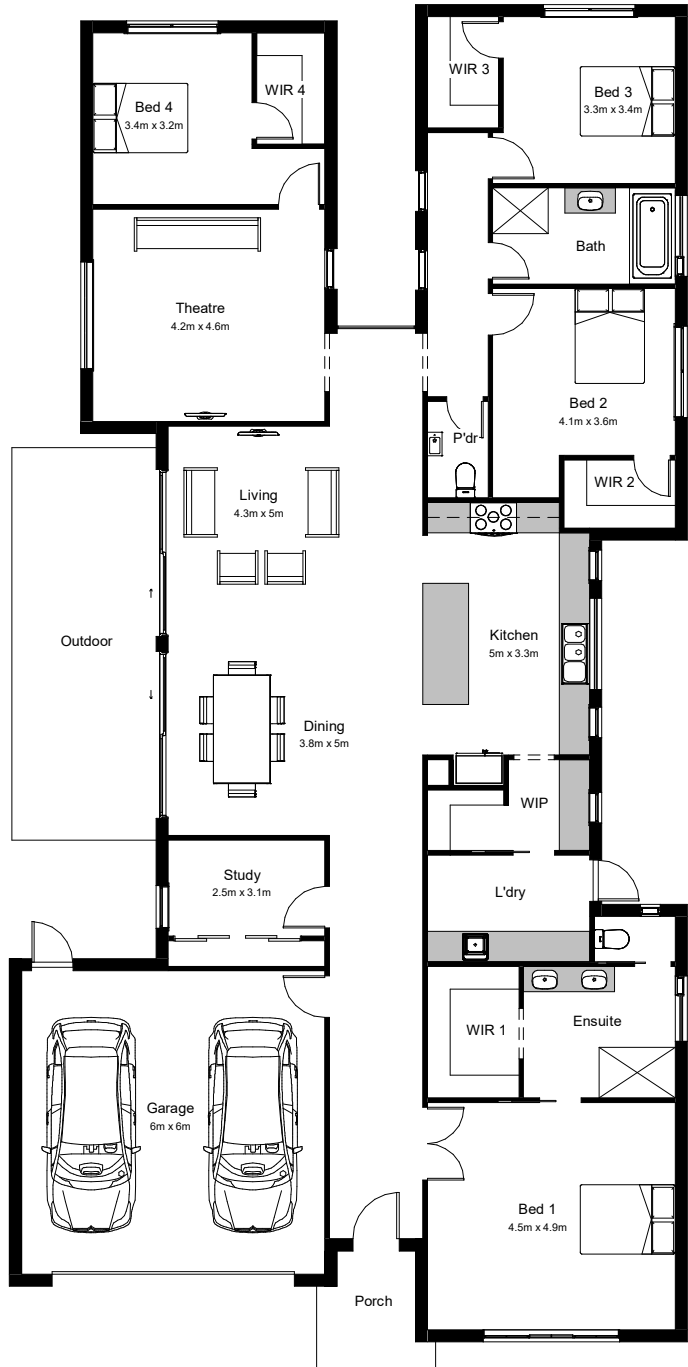 WIR 3
Bed 3
3.3m x 3.4m
WIR 4
Bed 4
3.4m x 3.2m
Bath
Theatre
4.2m x 4.6m
Bed 2
4.1m x 3.6m
P'dr
WIR 2
Living
4.3m x 5m
Outdoor
Kitchen
5m x 3.3m
Dining
3.8m x 5m
WIP
Study
2.5m x 3.1m
L'dry
WIR 1
Ensuite
Garage
6m x 6m
Bed 1
4.5m x 4.9m
Porch